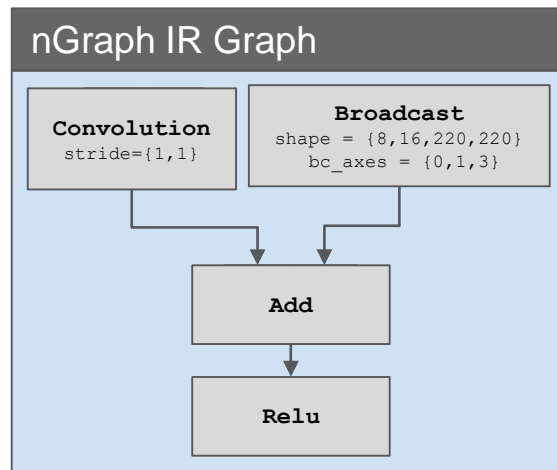 nGraph IR Graph
Convolution
stride={1,1}
Broadcast
shape = {8,16,220,220}
bc_axes = {0,1,3}
Add
Relu